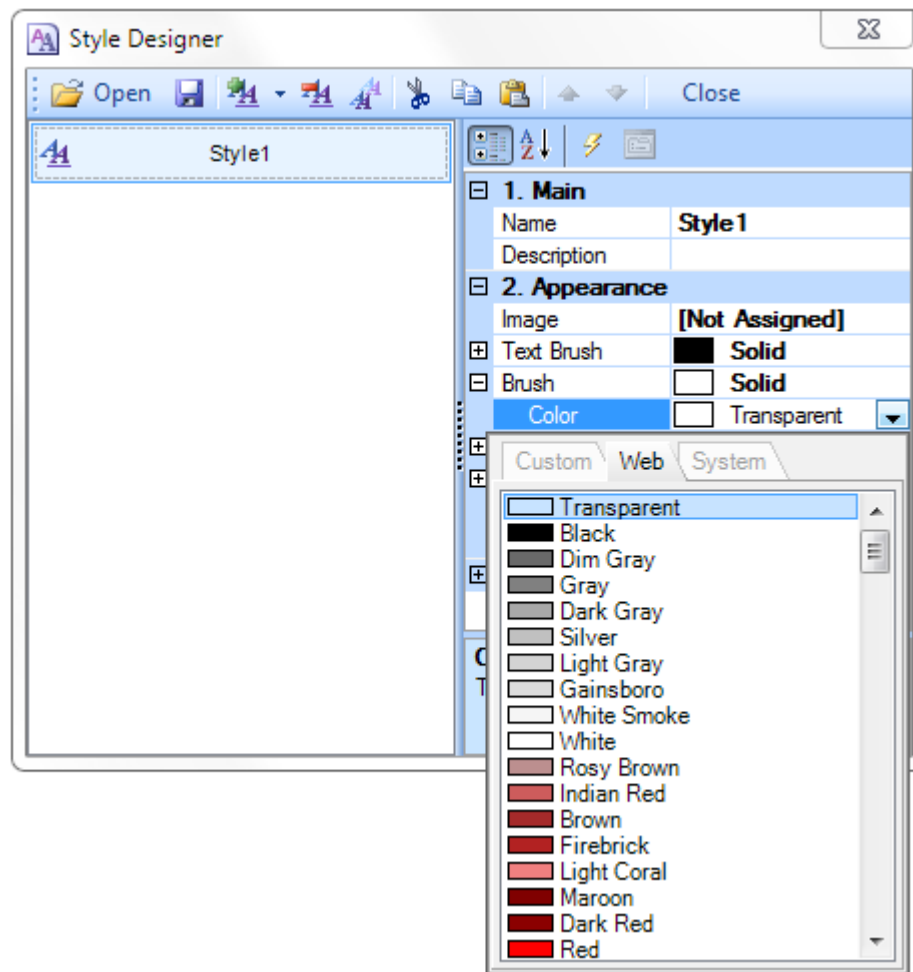 Style Designer
Open Close
Style1
1. Main
Name Style1
Description
2. Appearance
Image [Not Assigned]
Text Brush Solid
Brush Solid
Color Transparent
Custom Web System
Transparent
Black
Dim Gray
Gray
Dark Gray
Silver
Light Gray
Gainsboro
White Smoke
White
Rosy Brown
Indian Red
Brown
Firebrick
Light Coral
Maroon
Dark Red
Red